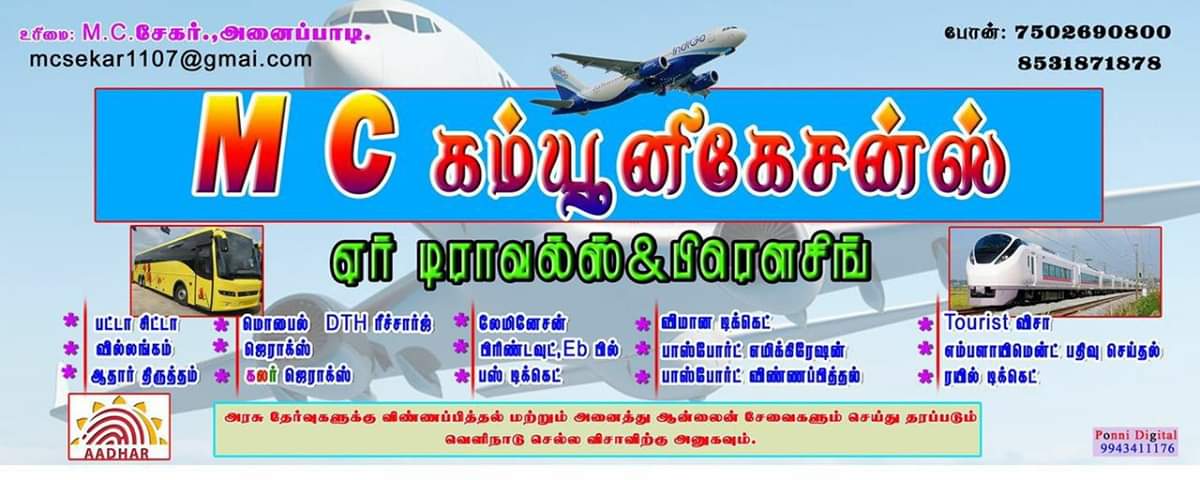 உரிமை: M.C.சேகர்.,அனைப்பாடி.
mcsekar1107@gmai.com
போன்: 7502690800
8531871878
IndiGo
M C கம்யூனிகேசன்ஸ்
ஏர் டிராவல்ஸ்&பிரௌசிங்
* பட்டா சிட்டா
* வில்லங்கம்
* ஆதார் திருத்தம்
* மொபைல் DTH ரீச்சார்ஜ்
* ஜெராக்ஸ்
* கலர் ஜெராக்ஸ்
* லேமினேசன்
* பிரிண்டவுட்,Eb பில்
* பஸ் டிக்கெட்
* விமான டிக்கெட்
* பாஸ்போர்ட் எமிக்கிரேஷன்
* பாஸ்போர்ட் விண்ணப்பித்தல்
* Tourist விசா
* எம்பளாயிமென்ட் பதிவு செய்தல்
* ரயில் டிக்கெட்
AADHAR
அரசு தேர்வுகளுக்கு விண்ணப்பித்தல் மற்றும் அனைத்து ஆன்லைன் சேவைகளும் செய்து தரப்படும்
வெளிநாடு செல்ல விசாவிற்கு அனுகவும்.
Ponni Digital
9943411176